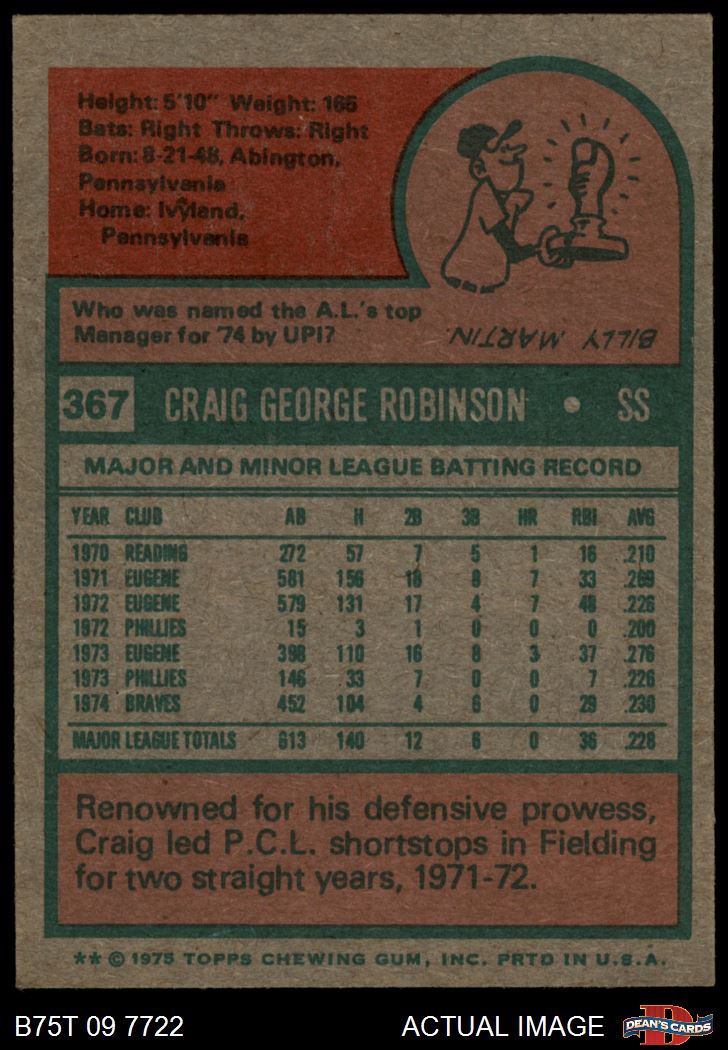 Height: 5'10" Weight: 165
Bats: Right Throws: Right
Born: 8-21-48, Abington,
Pennsylvania
Home: Ivyland,
Pennsylvania
Who was named the A.L.'s top
Manager for '74 by UPI?
BILLY MARTIN.
367 CRAIG GEORGE ROBINSON • SS
MAJOR AND MINOR LEAGUE BATTING RECORD
YEAR CLUB AB H 2B 3B HR RBI AVG
1970 READING 272 57 7 5 1 16 .210
1971 EUGENE 581 156 18 8 7 33 .269
1972 EUGENE 579 131 17 4 7 48 .226
1972 PHILLIES 15 3 1 0 0 0 .200
1973 EUGENE 398 110 16 8 3 37 .276
1973 PHILLIES 146 33 7 0 0 7 .226
1974 BRAVES 452 104 4 6 0 29 .230
MAJOR LEAGUE TOTALS 613 140 12 6 0 36 .228
Renowned for his defensive prowess,
Craig led P.C.L. shortstops in Fielding
for two straight years, 1971-72.
** © 1975 TOPPS CHEWING GUM, INC. PRTD IN U.S.A.
B75T 09 7722 ACTUAL IMAGE
D
DEAN'S CARDS